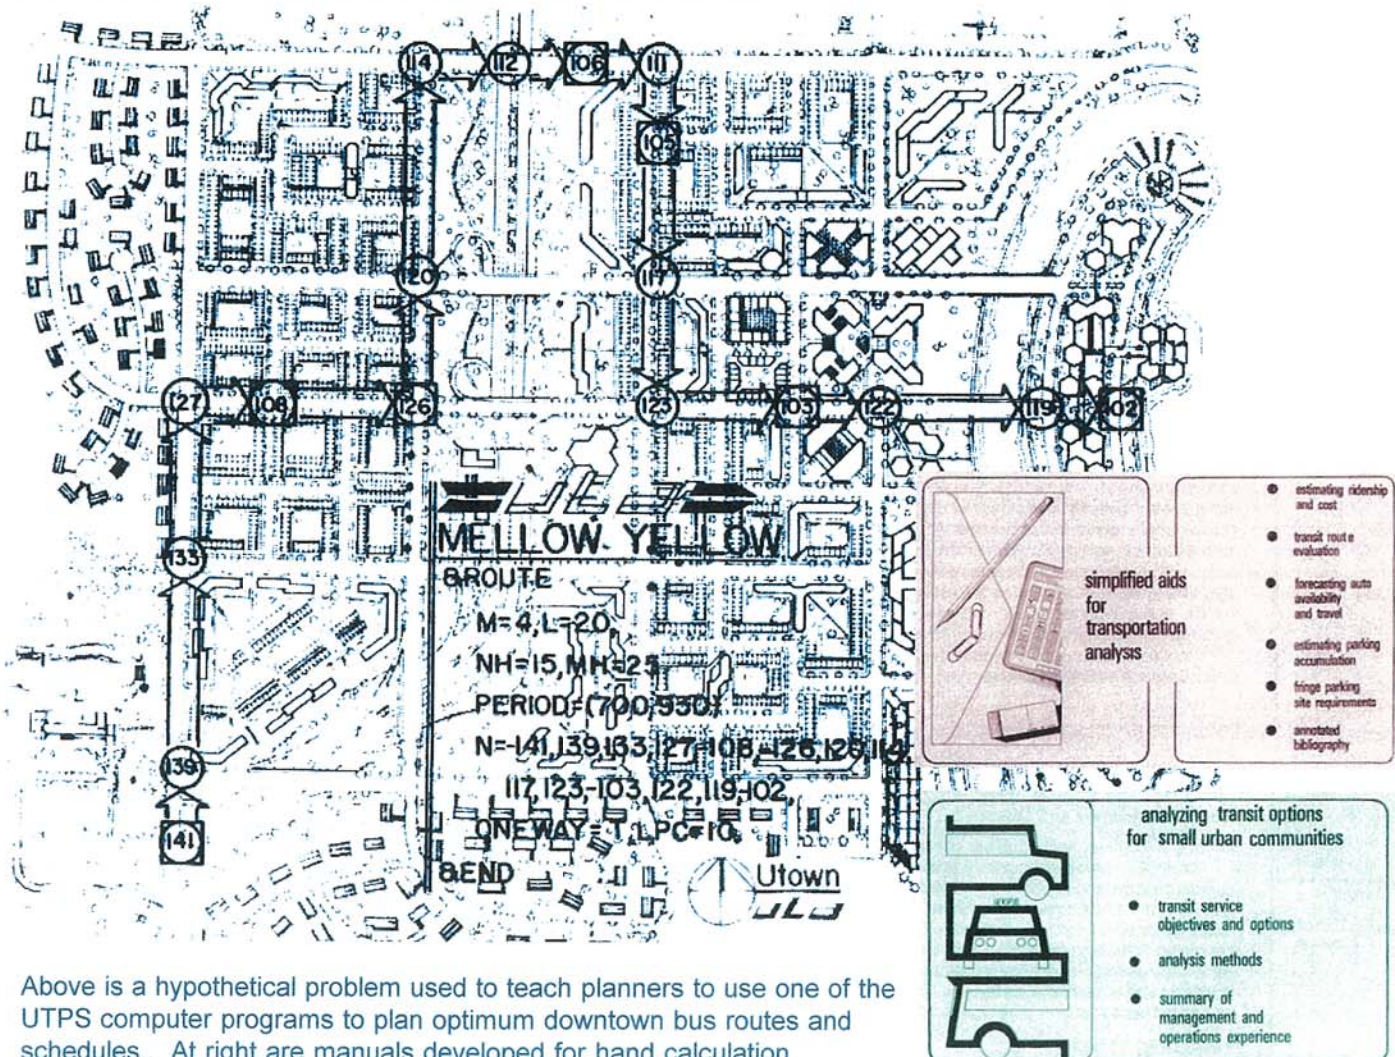 114 112 106 111
105
120 117
127 108 126 123 103 122 119 102
133
139
141
MELLOW YELLOW
&ROUTE
M=4,L=20,
NH=15,MH=25
PERIOD=(700,930)
N=-141,139,133,127,-108,-126,120,114,
117,123,-103,122,119,-102,
ONEWAY=T,LPC=10,
&END
Utown
simplified aids
for
transportation
analysis
estimating ridership
and cost
transit route
evaluation
forecasting auto
availability
and travel
estimating parking
accumulation
fringe parking
site requirements
annotated
bibliography
analyzing transit options
for small urban communities
transit service
objectives and options
analysis methods
summary of
management and
operations experience
Above is a hypothetical problem used to teach planners to use one of the
UTPS computer programs to plan optimum downtown bus routes and
schedules. At right are manuals developed for hand calculation